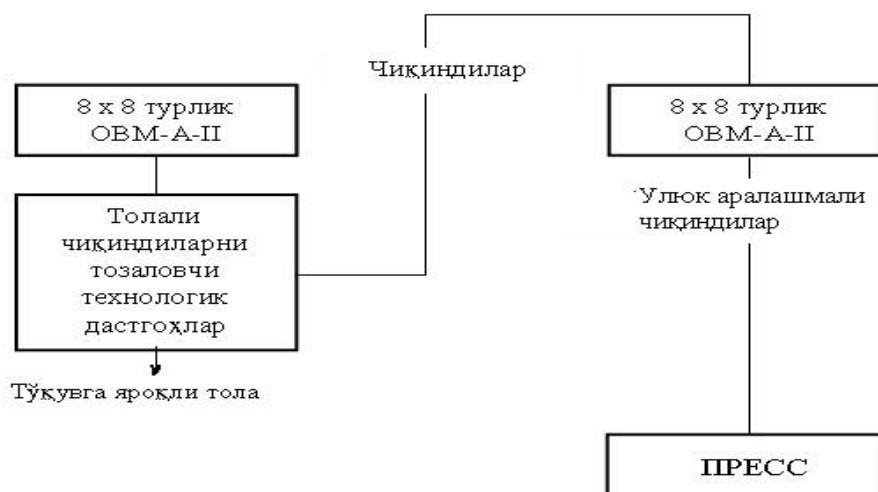 Чиқиндилар
8 х 8 турлик
ОВМ-А-II
8 х 8 турлик
ОВМ-А-II
Толали
чиқиндиларни
тозаловчи
технологик
дастгоҳлар
Улюк аралашмали
чиқиндилар
Тўқувга яроқли тола
ПРЕСС